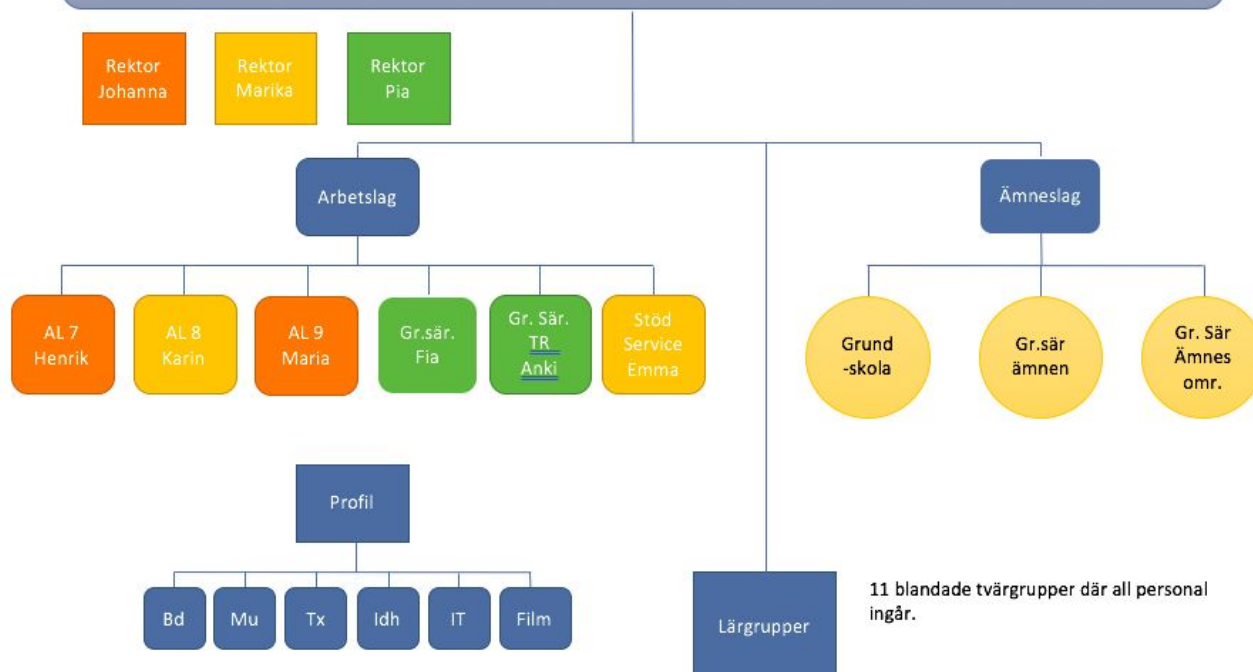 Rektor
Johanna
Rektor
Marika
Rektor
Pia
Arbetslag
Ämneslag
AL 7
Henrik
AL 8
Karin
AL 9
Maria
Gr.sär.
Fia
Gr. Sär.
TR
Anki
Stöd
Service
Emma
Grund
-skola
Gr.sär
ämnen
Gr. Sär
Ämnes
omr.
Profil
Bd
Mu
Tx
Idh
IT
Film
Lärgrupper
11 blandade tvärgrupper där all personal
ingår.